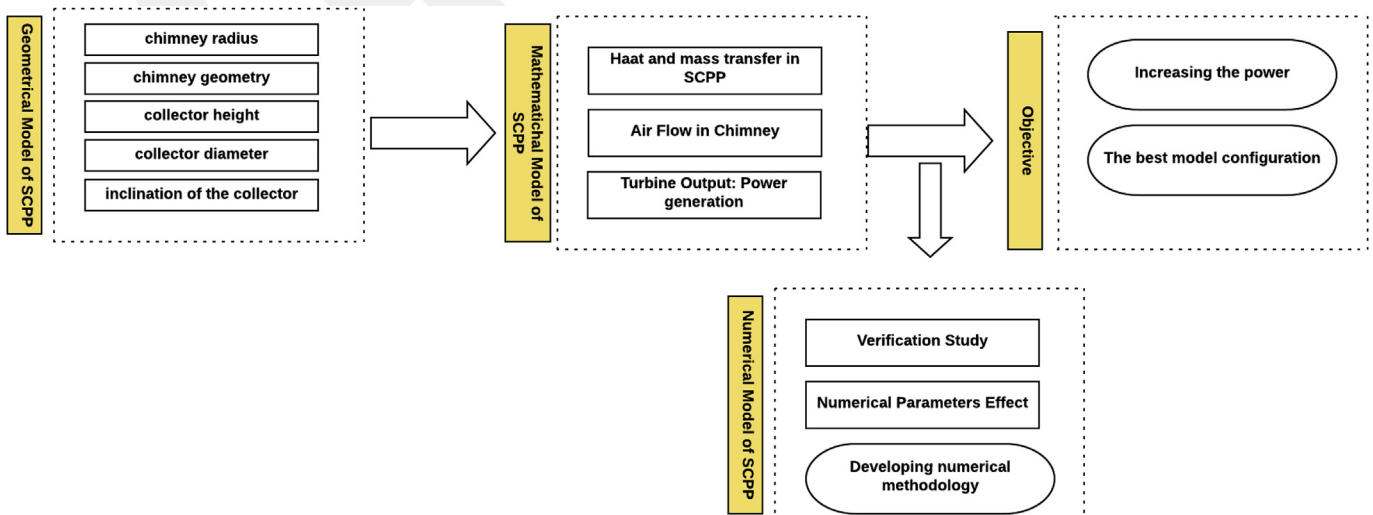 Geometrical Model of SCPP
chimney radius
chimney geometry
collector height
collector diameter
inclination of the collector
Mathematichal Model of
SCPP
Haat and mass transfer in
SCPP
Air Flow in Chimney
Turbine Output: Power
generation
Objective
Increasing the power
The best model configuration
Numerical Model of SCPP
Verification Study
Numerical Parameters Effect
Developing numerical
methodology